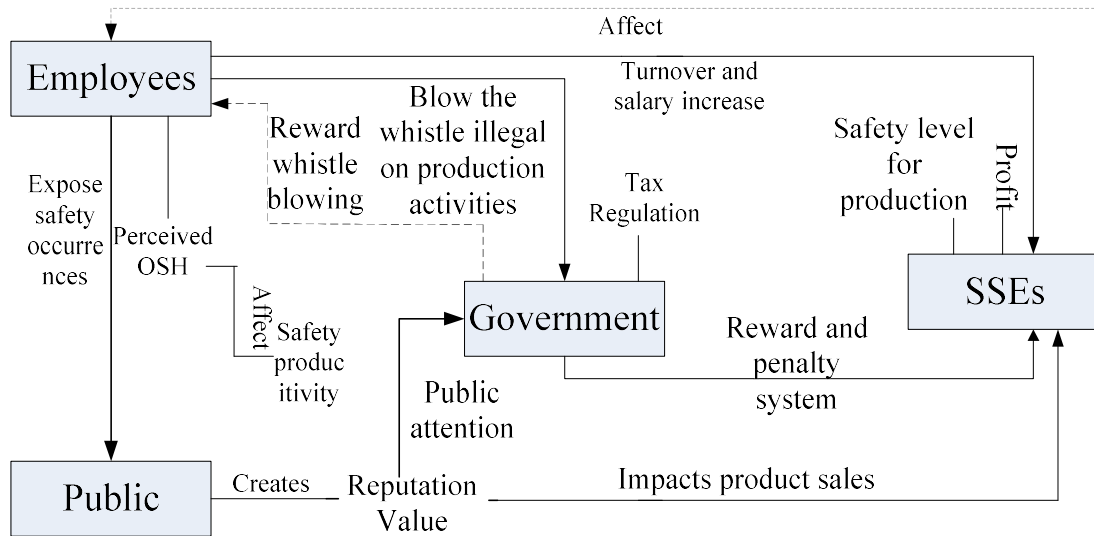 Affect
Employees
Turnover and
salary increase
Blow the
whistle illegal
on production
activities
Reward
whistle
blowing
Safety level
for
production
Profit
Tax
Regulation
Expose
safety
occurre
nces
Perceived
OSH
Affect
Safety
produc
itivity
Government
SSEs
Reward and
penalty
system
Public
attention
Public
Creates
Reputation
Value
Impacts product sales